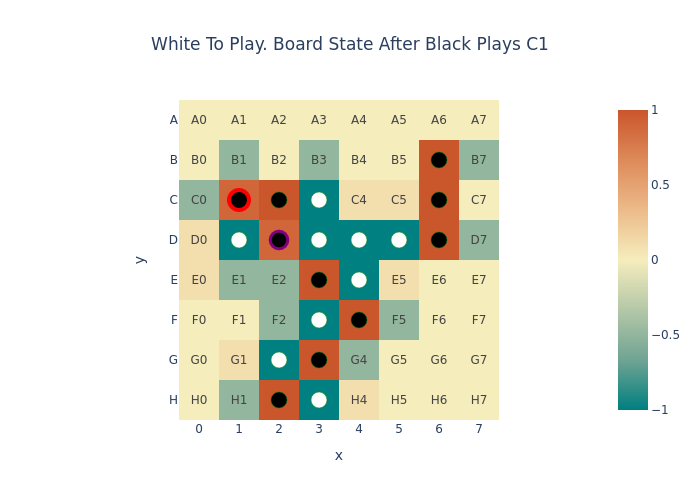 White To Play. Board State After Black Plays C1
A A0 A1 A2 A3 A4 A5 A6 A7
B B0 B1 B2 B3 B4 B5 B7
C C0 C4 C5 C7
D D0 D7
E E0 E1 E2 E5 E6 E7
F F0 F1 F2 F5 F6 F7
G G0 G1 G4 G5 G6 G7
H H0 H1 H4 H5 H6 H7
0 1 2 3 4 5 6 7
x
y
1
0.5
0
−0.5
−1